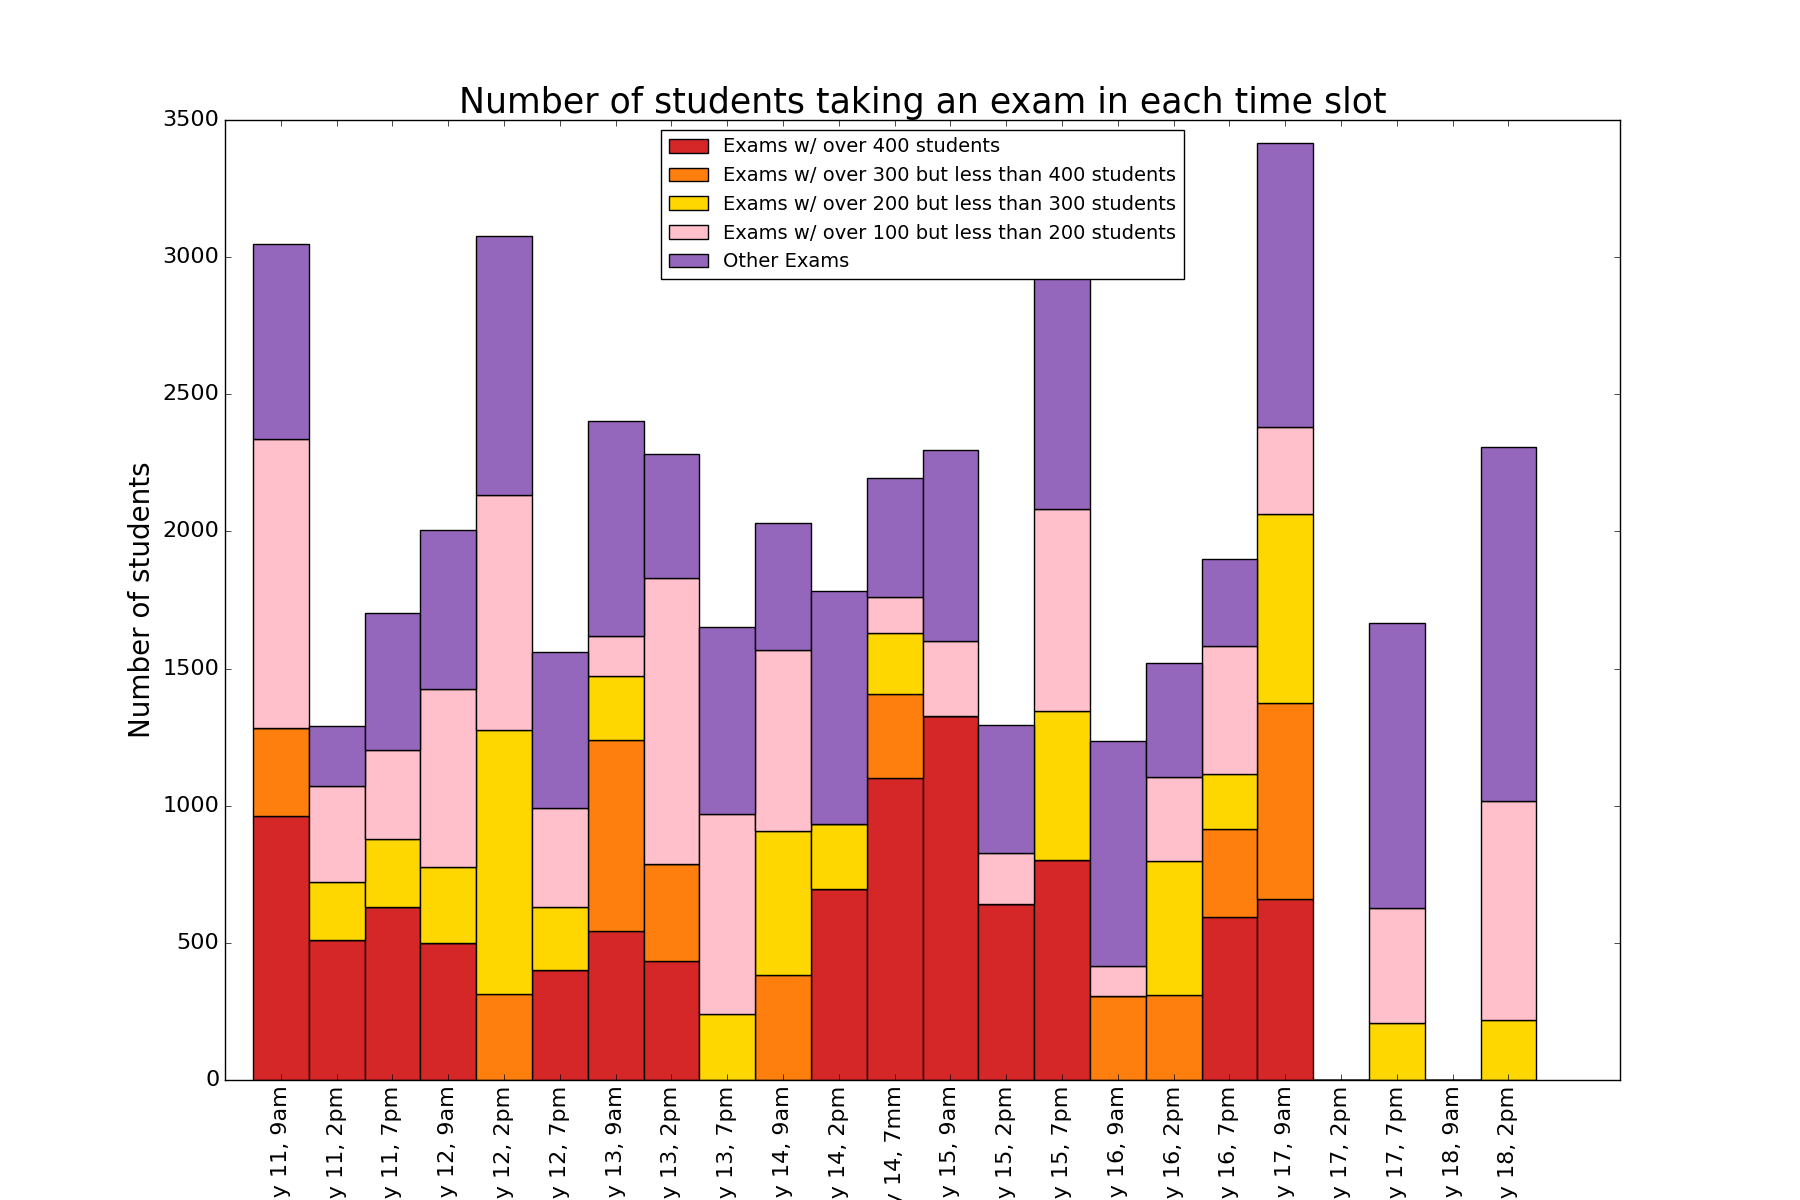 Number of students taking an exam in each time slot
Exams w/ over 400 students
Exams w/ over 300 but less than 400 students
Exams w/ over 200 but less than 300 students
Exams w/ over 100 but less than 200 students
Other Exams
Number of students
3500
3000
2500
2000
1500
1000
500
0
y 11, 9am
y 11, 2pm
y 11, 7pm
y 12, 9am
y 12, 2pm
y 12, 7pm
y 13, 9am
y 13, 2pm
y 13, 7pm
y 14, 9am
y 14, 2pm
y 14, 7mm
y 15, 9am
y 15, 2pm
y 15, 7pm
y 16, 9am
y 16, 2pm
y 16, 7pm
y 17, 9am
y 17, 2pm
y 17, 7pm
y 18, 9am
y 18, 2pm